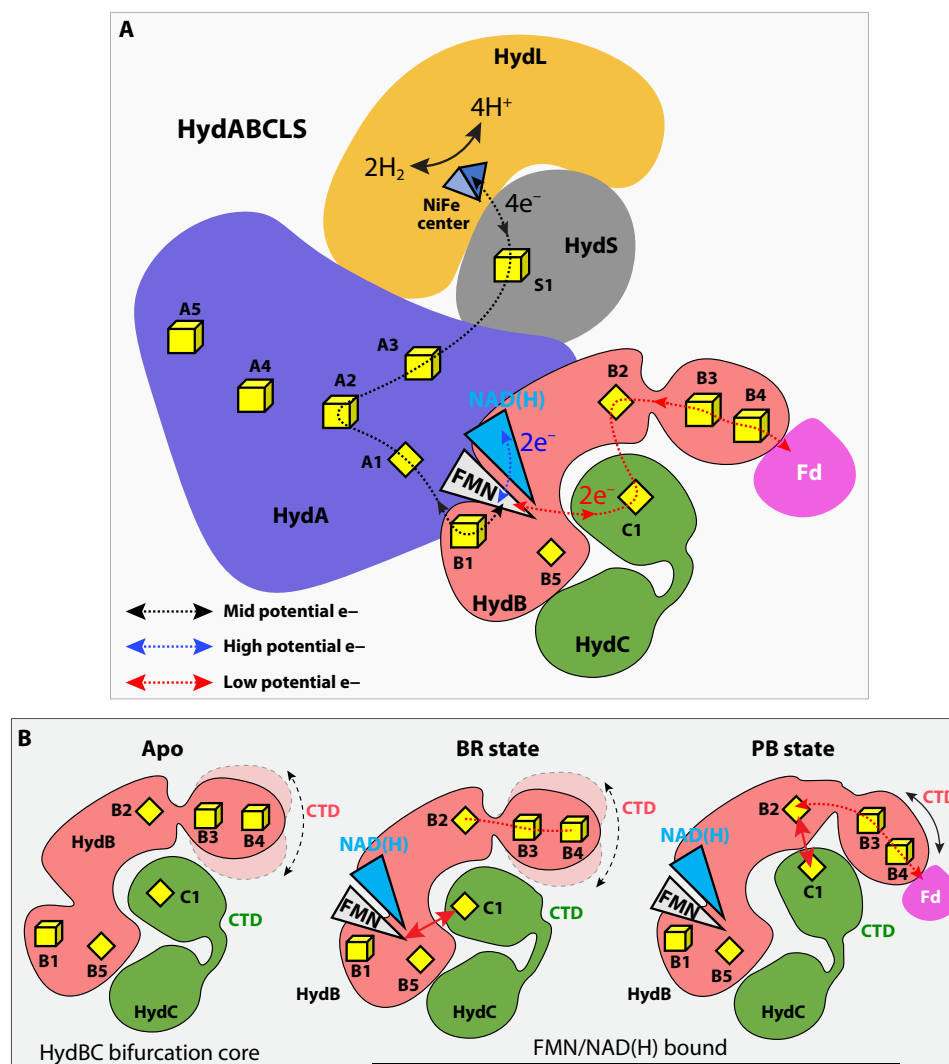 A
HydL
HydABCLS
4H⁺
2H₂
NiFe
center
4e⁻
HydS
S1
A5
A4
A3
A2
A1
NAD(H)
2e⁻
FMN
HydA
B2
B3
B4
Fd
2e⁻
C1
B1
B5
HydB
HydC
Mid potential e−
High potential e−
Low potential e−
B
Apo
BR state
PB state
B2
HydB
B3
B4
CTD
C1
CTD
B1
B5
HydC
HydBC bifurcation core
B2
B3
B4
CTD
NAD(H)
FMN
C1
CTD
B1
B5
HydB
HydC
B2
CTD
B3
B4
Fd
NAD(H)
FMN
C1
CTD
B1
B5
HydB
HydC
FMN/NAD(H) bound